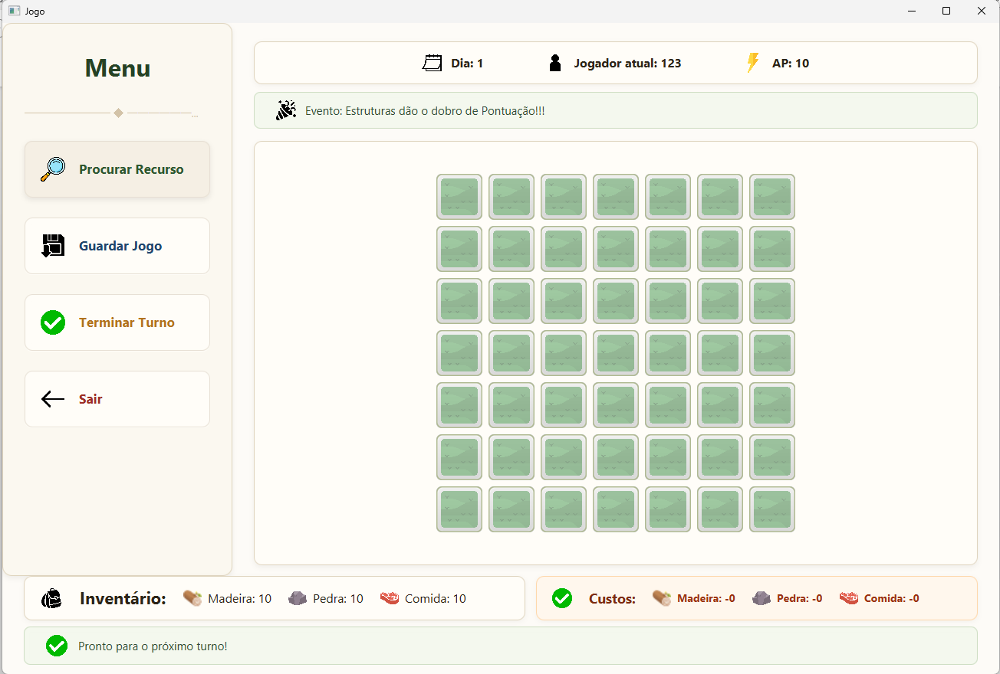 Jogo
Menu
...
Procurar Recurso
Guardar Jogo
Terminar Turno
Sair
Dia: 1
Jogador atual: 123
AP: 10
Evento: Estruturas dão o dobro de Pontuação!!!
Inventário:
Madeira: 10
Pedra: 10
Comida: 10
Custos:
Madeira: -0
Pedra: -0
Comida: -0
Pronto para o próximo turno!